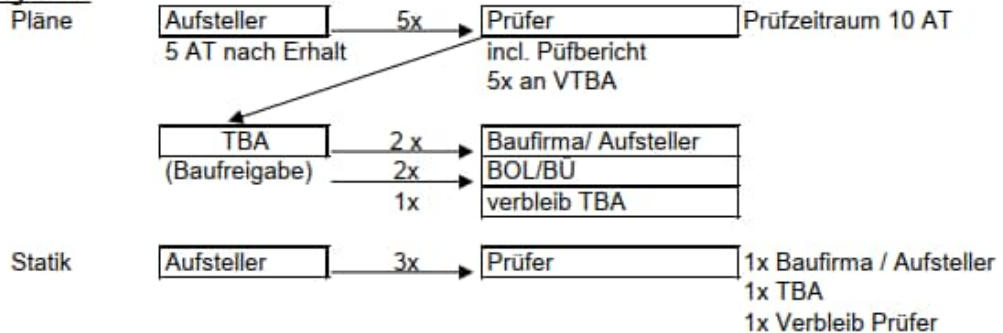 Pläne Aufsteller 5x Prüfer Prüfzeitraum 10 AT
5 AT nach Erhalt incl. Püfbericht
5x an VTBA
TBA 2 x Baufirma/ Aufsteller
(Baufreigabe) 2x BOL/BÜ
1x verbleib TBA
Statik Aufsteller 3x Prüfer 1x Baufirma / Aufsteller
1x TBA
1x Verbleib Prüfer